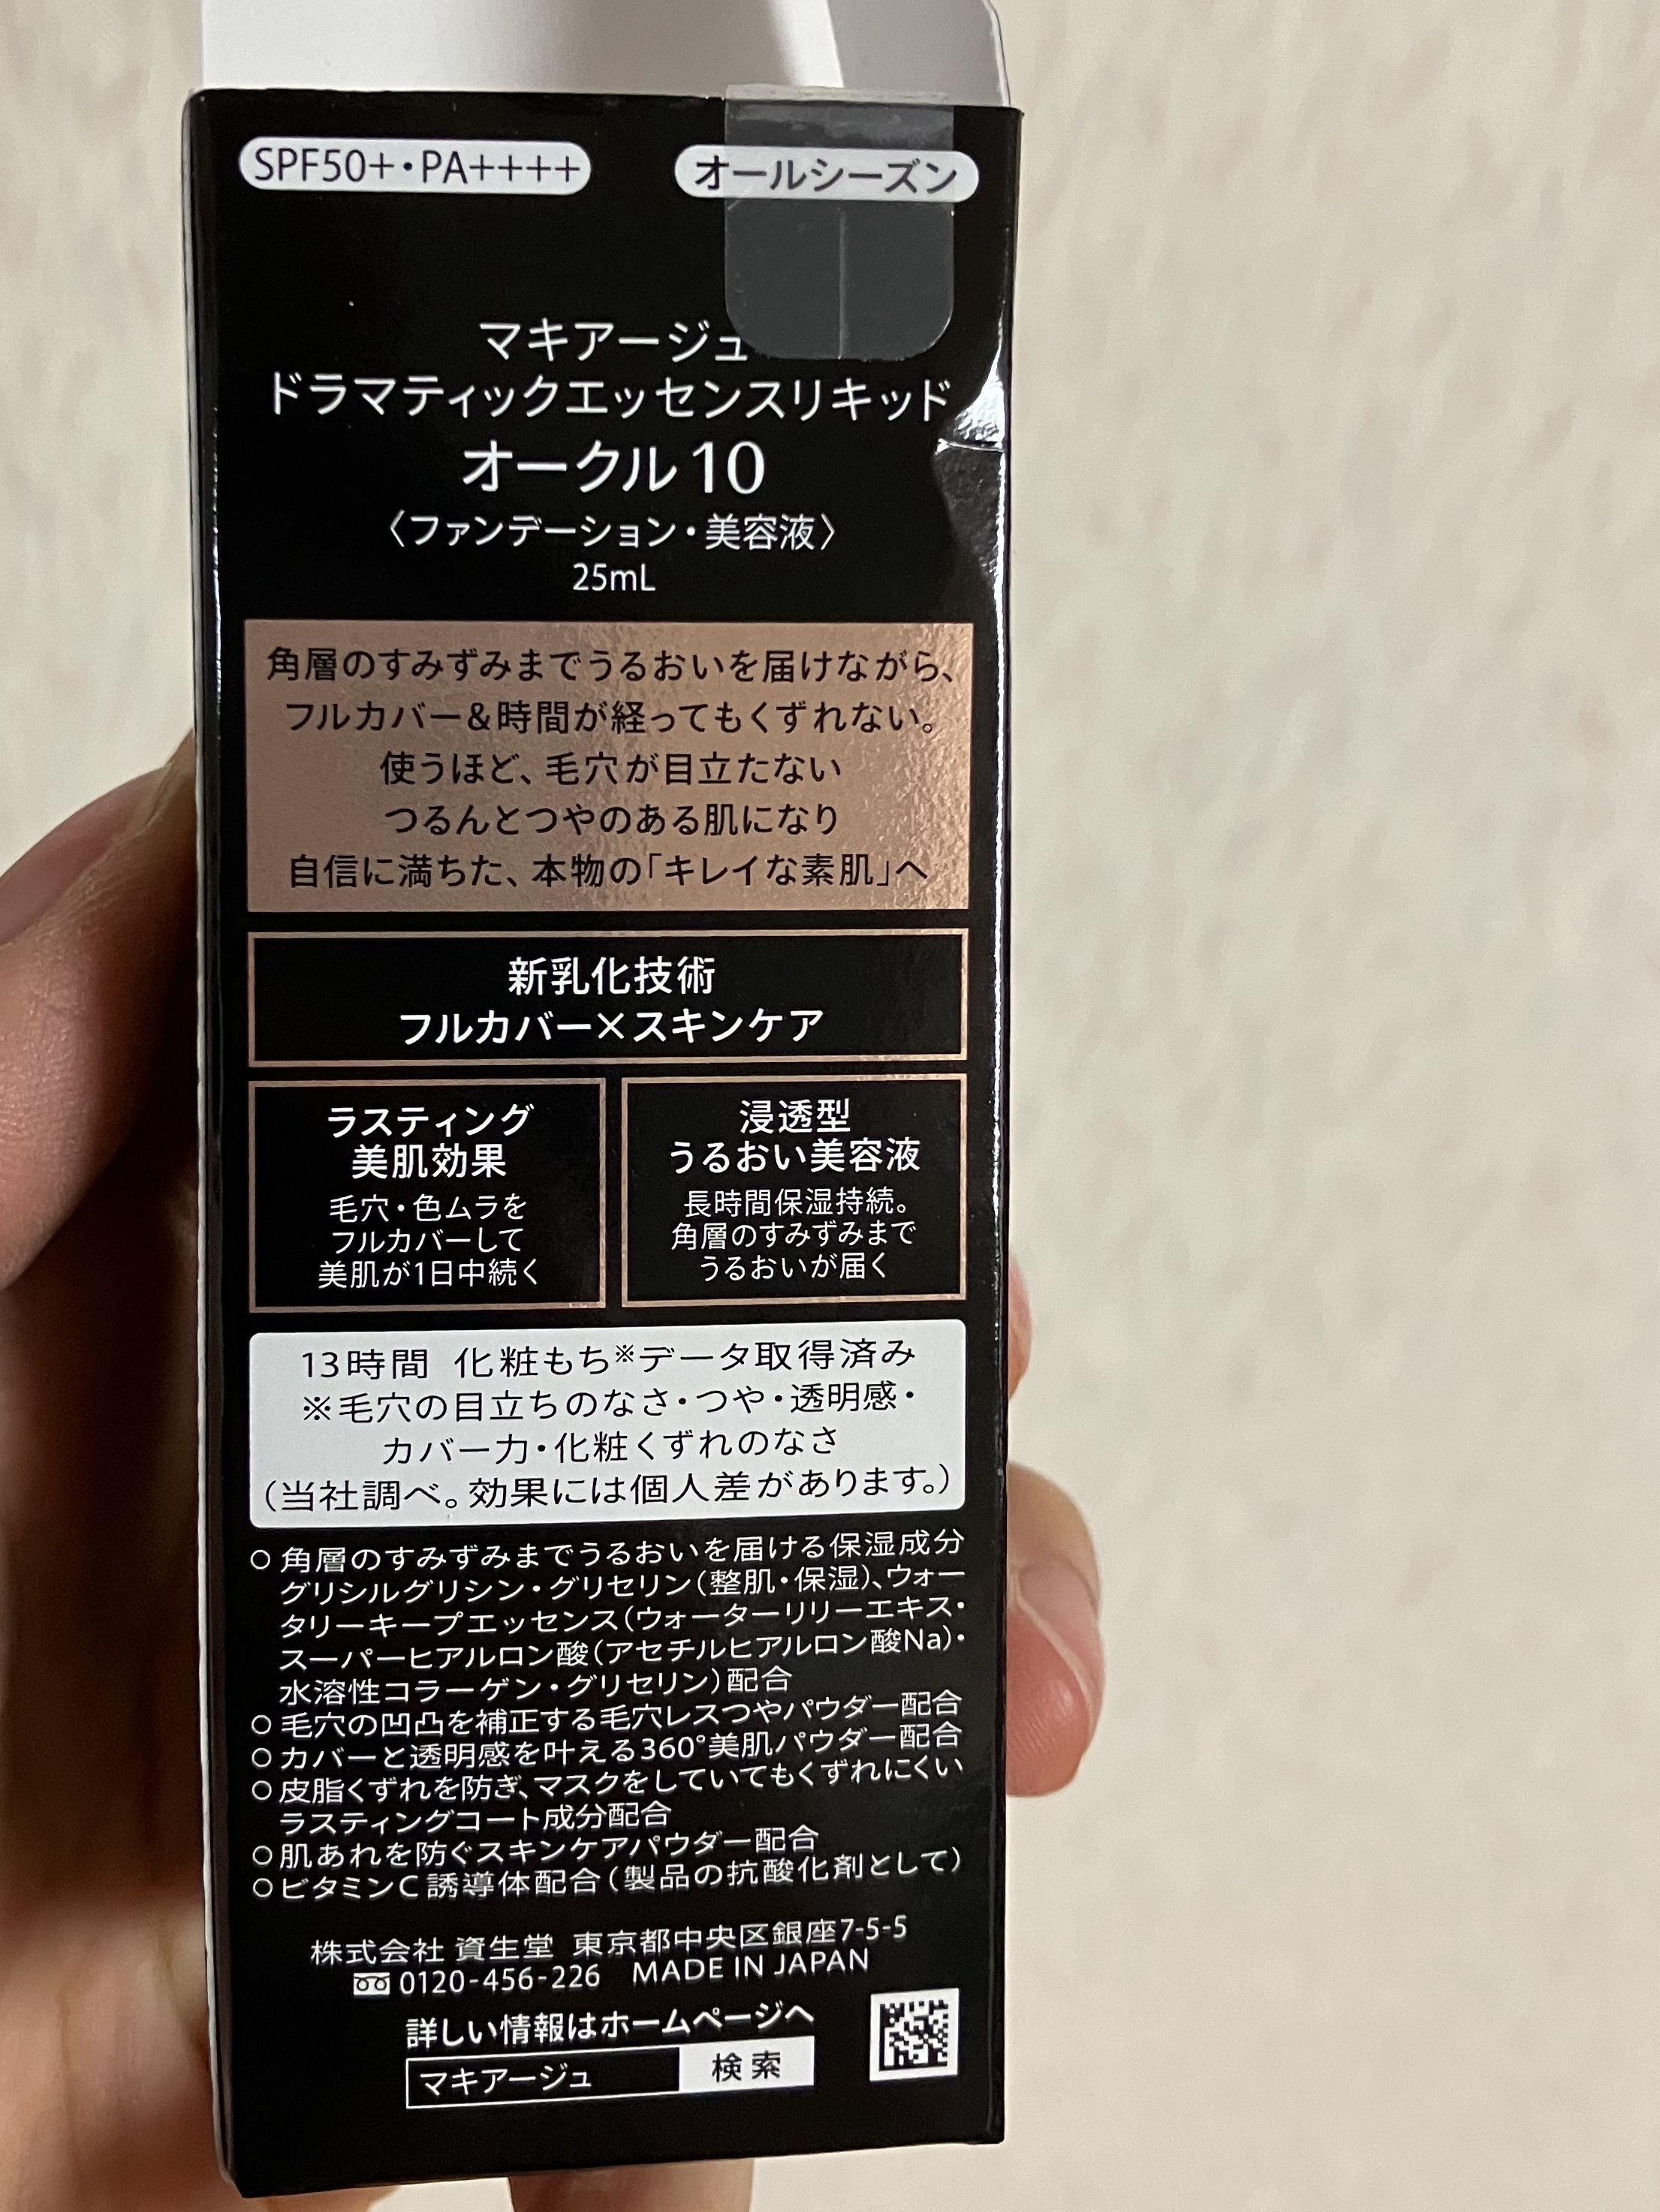 SPF50+・PA++++
オールシーズン
マキアージュ
ドラマティックエッセンスリキッド
オークル10
〈ファンデーション・美容液〉
25mL
角層のすみずみまでうるおいを届けながら、
フルカバー&時間が経ってもくずれない。
使うほど、毛穴が目立たない
つるんとつやのある肌になり
自信に満ちた、本物の「キレイな素肌」へ
新乳化技術
フルカバー×スキンケア
ラスティング
美肌効果
毛穴・色ムラを
フルカバーして
美肌が1日中続く
浸透型
うるおい美容液
長時間保湿持続。
角層のすみずみまで
うるおいが届く
13時間 化粧もち※データ取得済み
※毛穴の目立ちのなさ・つや・透明感・
カバー力・化粧くずれのなさ
(当社調べ。効果には個人差があります。)
○角層のすみずみまでうるおいを届ける保湿成分
グリシルグリシン・グリセリン(整肌・保湿)、ウォー
タリーキープエッセンス(ウォーターリリーエキス・
スーパーヒアルロン酸(アセチルヒアルロン酸Na)・
水溶性コラーゲン・グリセリン)配合
○毛穴の凹凸を補正する毛穴レスつやパウダー配合
○カバーと透明感を叶える360°美肌パウダー配合
○皮脂くずれを防ぎ、マスクをしていてもくずれにくい
ラスティングコート成分配合
○肌あれを防ぐスキンケアパウダー配合
○ビタミンC誘導体配合(製品の抗酸化剤として)
株式会社 資生堂 東京都中央区銀座7-5-5
0120-456-226 MADE IN JAPAN
詳しい情報はホームページへ
マキアージュ 検索